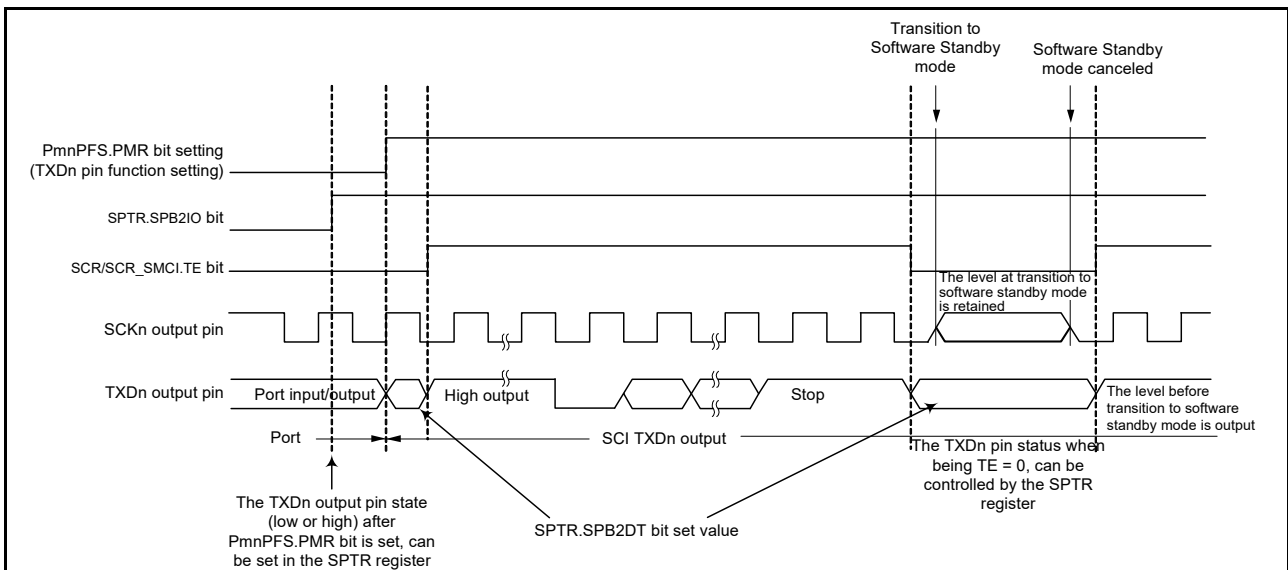 Transition to
Software Standby
mode
Software Standby
mode canceled
PmnPFS.PMR bit setting
(TXDn pin function setting)
SPTR.SPB2IO bit
SCR/SCR_SMCI.TE bit
The level at transition to
software standby mode
is retained
SCKn output pin
TXDn output pin
Port input/output
High output
Stop
The level before
transition to software
standby mode is output
Port
SCI TXDn output
The TXDn pin status when
being TE = 0, can be
controlled by the SPTR
register
The TXDn output pin state
(low or high) after
PmnPFS.PMR bit is set, can
be set in the SPTR register
SPTR.SPB2DT bit set value